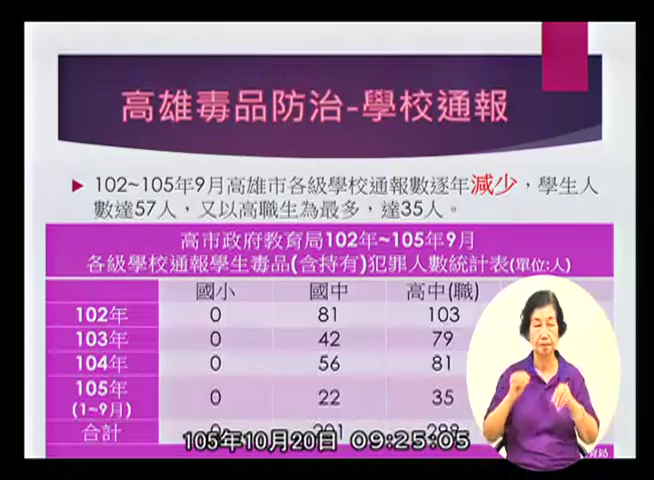 高雄毒品防治-學校通報
102~105年9月高雄市各級學校通報數逐年減少，學生人
數達57人，又以高職生為最多，達35人。
高市政府教育局102年~105年9月
各級學校通報學生毒品(含持有)犯罪人數統計表(單位:人)
國小 國中 高中(職)
102年 0 81 103
103年 0 42 79
104年 0 56 81
105年
(1~9月) 0 22 35
合計
105年10月20日 09:25:05